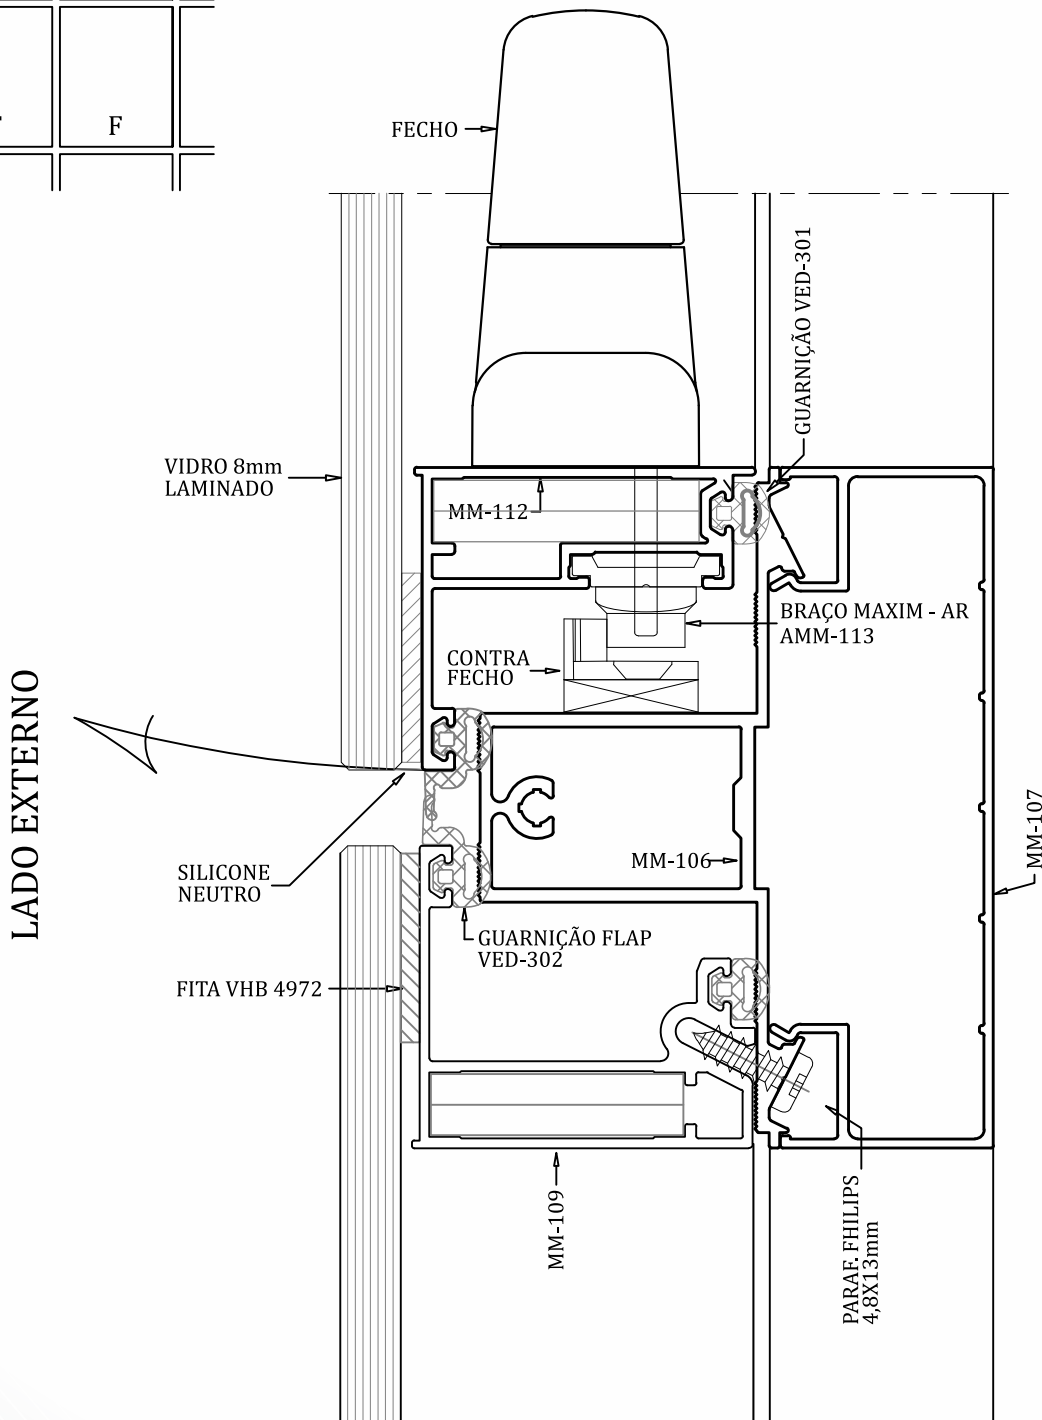 F
FECHO
GUARNIÇÃO VED-301
VIDRO 8mm
LAMINADO
MM-112
BRAÇO MAXIM - AR
AMM-113
CONTRA
FECHO
LADO EXTERNO
MM-107
MM-106
SILICONE
NEUTRO
GUARNIÇÃO FLAP
VED-302
FITA VHB 4972
MM-109
PARAF. FHILIPS
4,8X13mm